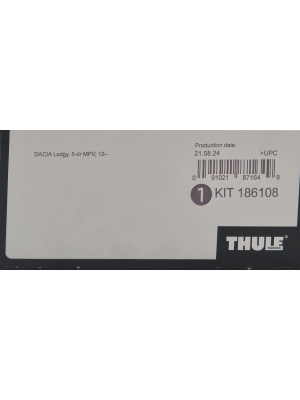 Production date:
DACIA Lodgy, 5-dr MPV, 12–
21.08.24 >UPC
0 91021 87164 9
1 KIT 186108
THULE